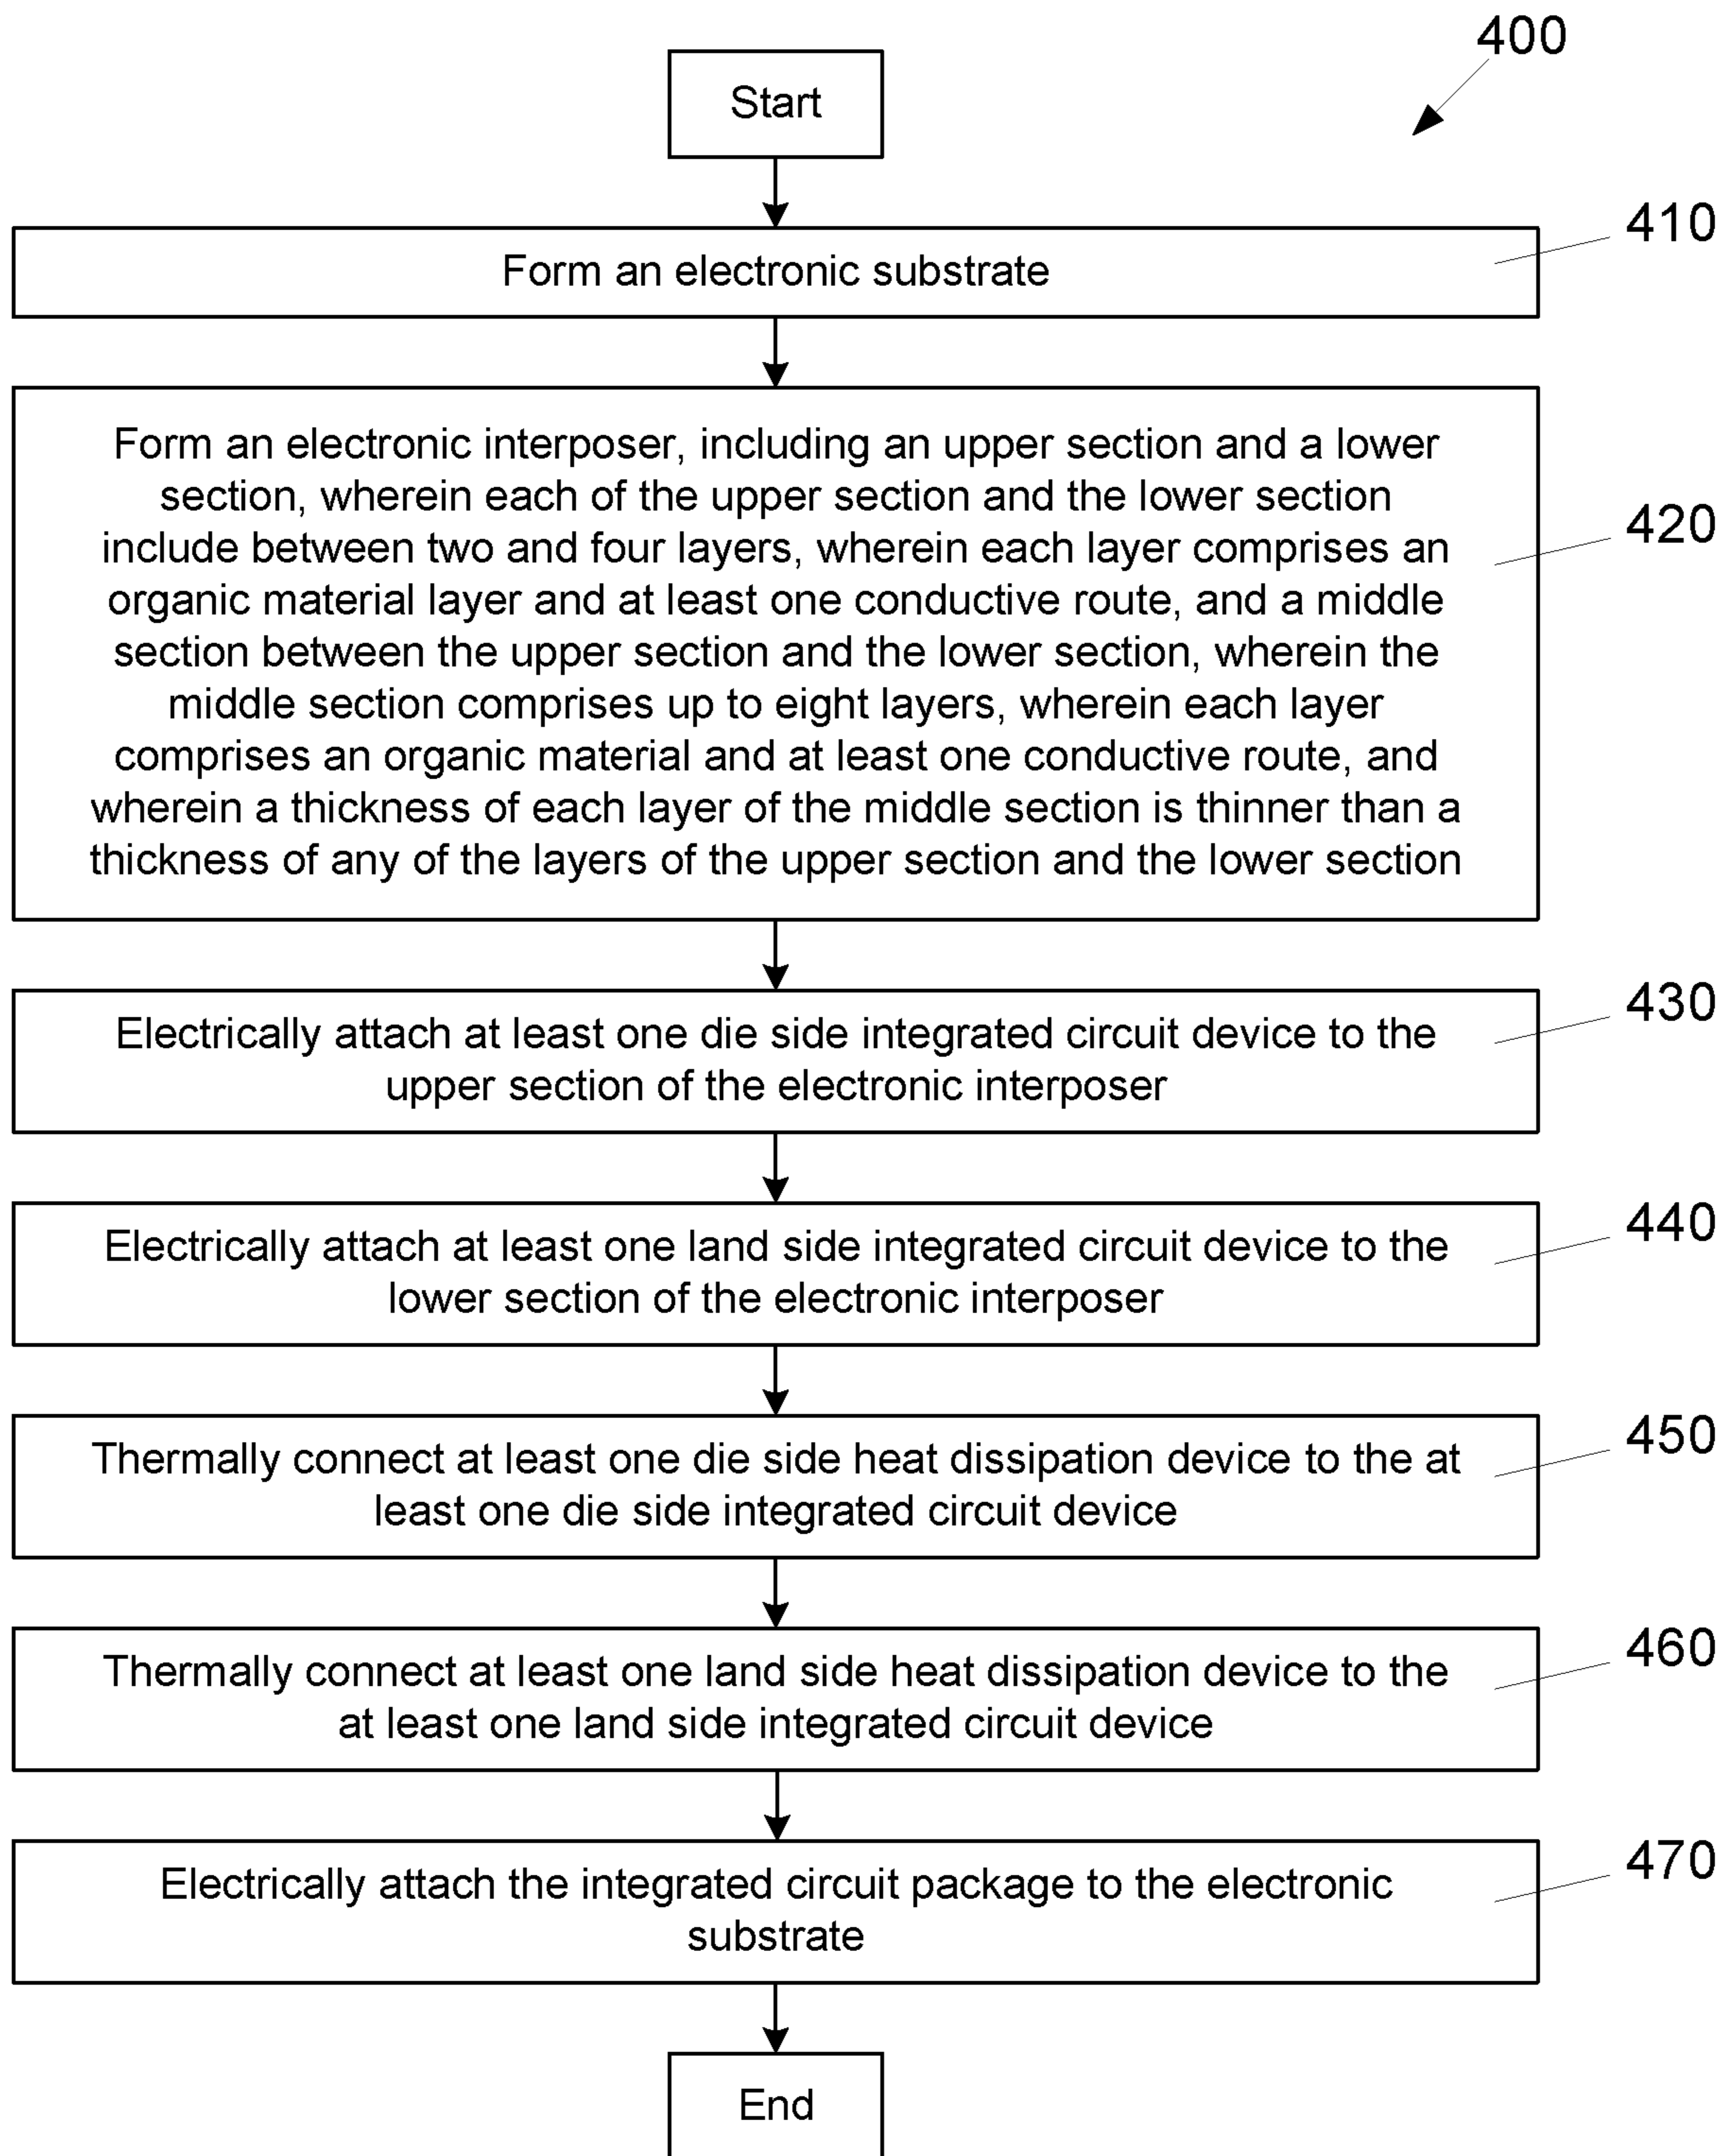 400
Start
410
Form an electronic substrate
Form an electronic interposer, including an upper section and a lower
section, wherein each of the upper section and the lower section
include between two and four layers, wherein each layer comprises an
organic material layer and at least one conductive route, and a middle
section between the upper section and the lower section, wherein the
middle section comprises up to eight layers, wherein each layer
comprises an organic material and at least one conductive route, and
wherein a thickness of each layer of the middle section is thinner than a
thickness of any of the layers of the upper section and the lower section
420
Electrically attach at least one die side integrated circuit device to the
upper section of the electronic interposer
430
Electrically attach at least one land side integrated circuit device to the
lower section of the electronic interposer
440
Thermally connect at least one die side heat dissipation device to the at
least one die side integrated circuit device
450
Thermally connect at least one land side heat dissipation device to the
at least one land side integrated circuit device
460
Electrically attach the integrated circuit package to the electronic
substrate
470
End